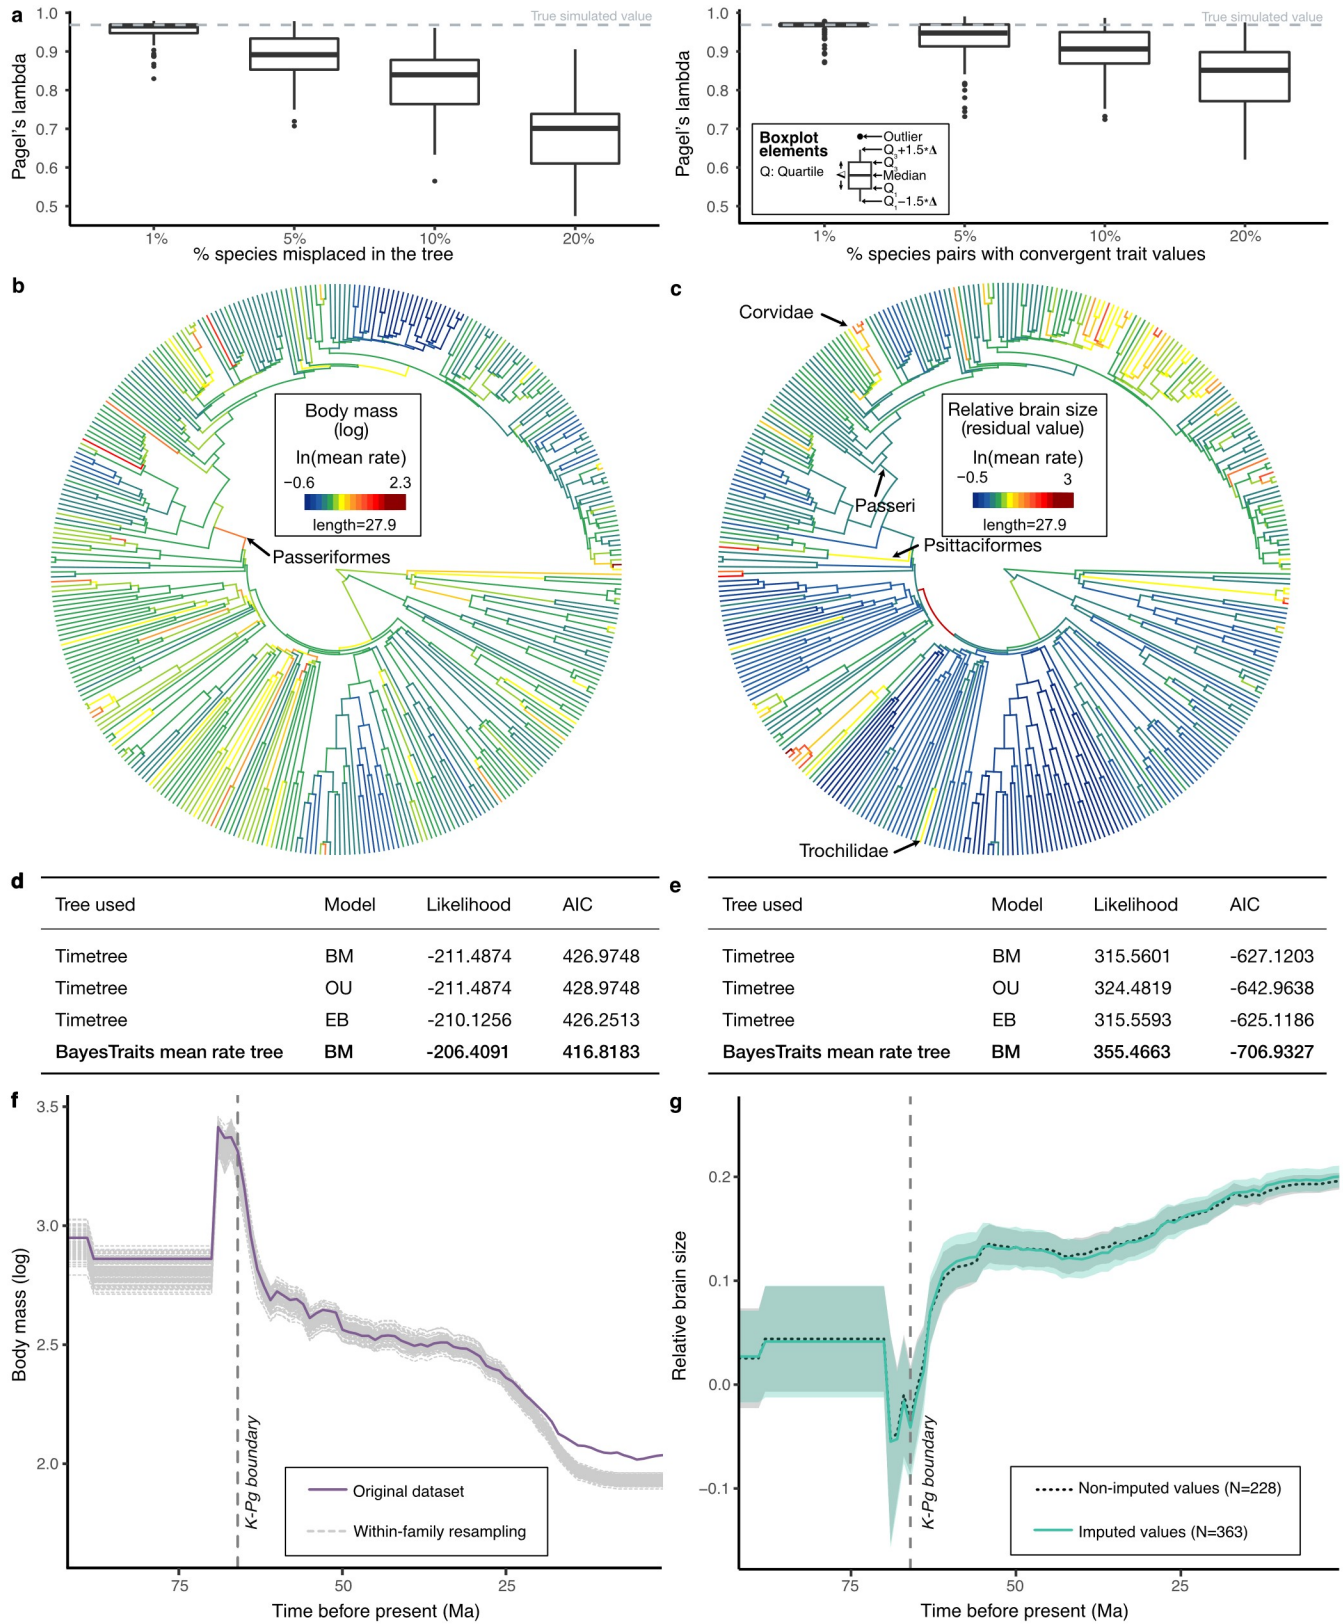 a
True simulated value
1.0
0.9
0.8
0.7
0.6
0.5
Pagel's lambda
1%
5%
10%
20%
% species misplaced in the tree
True simulated value
1.0
0.9
0.8
0.7
0.6
0.5
Pagel's lambda
Boxplot elements
Q: Quartile
Outlier
Q3+1.5*Δ
Q3
Median
Q1
Q1−1.5*Δ
Δ
1%
5%
10%
20%
% species pairs with convergent trait values
b
Body mass
(log)
ln(mean rate)
−0.6 2.3
length=27.9
Passeriformes
c
Corvidae
Relative brain size
(residual value)
ln(mean rate)
−0.5 3
length=27.9
Passeri
Psittaciformes
Trochilidae
d
Tree used Model Likelihood AIC
Timetree BM -211.4874 426.9748
Timetree OU -211.4874 428.9748
Timetree EB -210.1256 426.2513
BayesTraits mean rate tree BM -206.4091 416.8183
e
Tree used Model Likelihood AIC
Timetree BM 315.5601 -627.1203
Timetree OU 324.4819 -642.9638
Timetree EB 315.5593 -625.1186
BayesTraits mean rate tree BM 355.4663 -706.9327
f
3.5
3.0
2.5
2.0
Body mass (log)
K-Pg boundary
Original dataset
Within-family resampling
75
50
25
Time before present (Ma)
g
0.2
0.1
0.0
−0.1
Relative brain size
K-Pg boundary
Non-imputed values (N=228)
Imputed values (N=363)
75
50
25
Time before present (Ma)